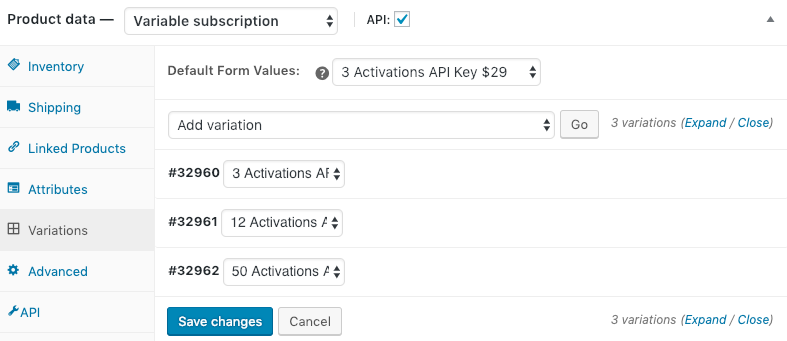 Product data — Variable subscription API:
Inventory
Shipping
Linked Products
Attributes
Variations
Advanced
API
Default Form Values: ? 3 Activations API Key $29
Add variation Go 3 variations (Expand / Close)
#32960 3 Activations AF
#32961 12 Activations A
#32962 50 Activations A
Save changes Cancel 3 variations (Expand / Close)